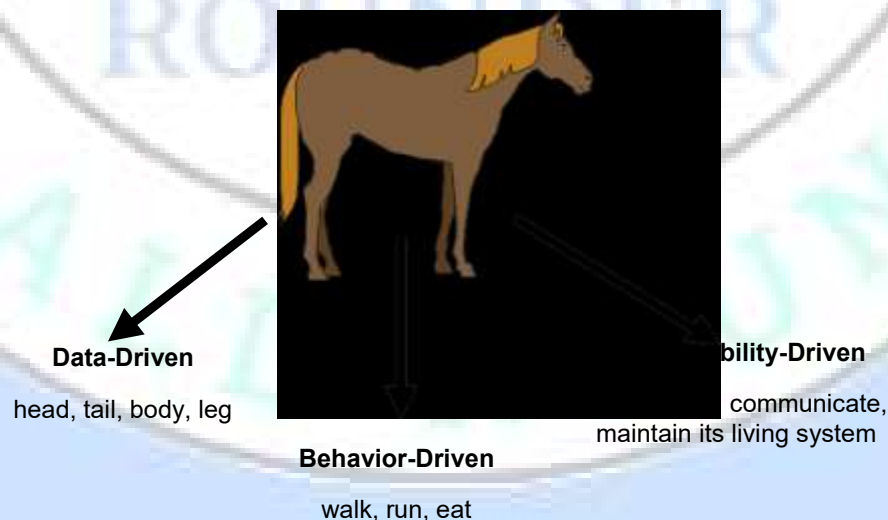 Data-Driven
head, tail, body, leg
Behavior-Driven
walk, run, eat
bility-Driven
communicate,
maintain its living system